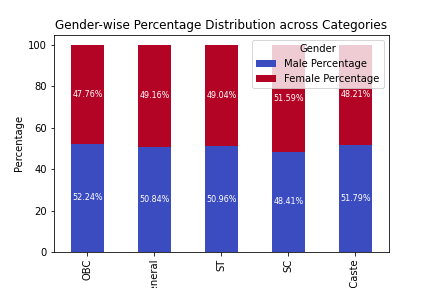 Gender-wise Percentage Distribution across Categories
Gender
Male Percentage
Female Percentage
Percentage
100
80
60
40
20
0
47.76%
49.16%
49.04%
51.59%
48.21%
52.24%
50.84%
50.96%
48.41%
51.79%
OBC
neral
ST
SC
Caste